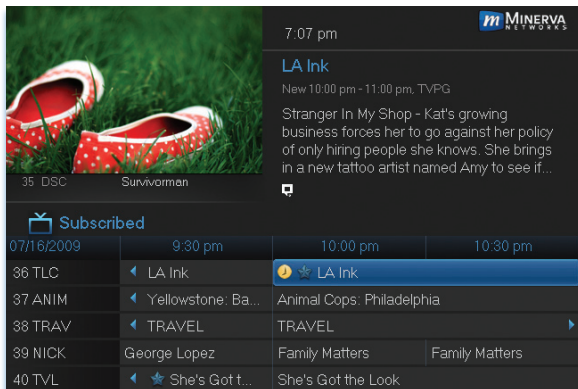 m MINERVA
NETWORKS
7:07 pm
LA Ink
New 10:00 pm - 11:00 pm, TVPG
Stranger In My Shop - Kat's growing
business forces her to go against her policy
of only hiring people she knows. She brings
in a new tattoo artist named Amy to see if...
35 DSC Survivorman
Subscribed
07/16/2009 9:30 pm 10:00 pm 10:30 pm
36 TLC LA Ink LA Ink
37 ANIM Yellowstone: Ba... Animal Cops: Philadelphia
38 TRAV TRAVEL TRAVEL
39 NICK George Lopez Family Matters Family Matters
40 TVL She's Got t... She's Got the Look